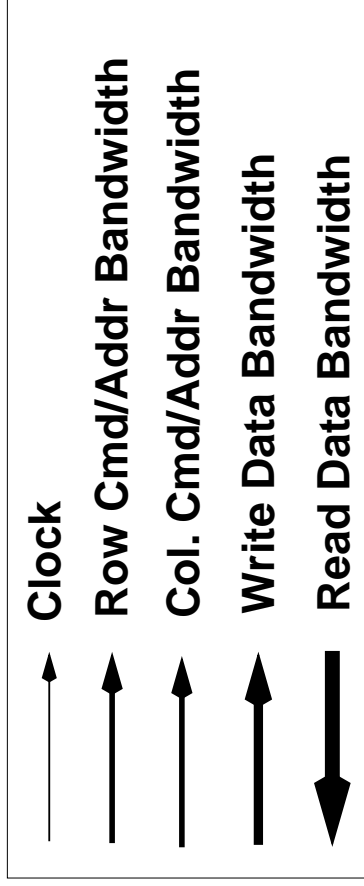 Clock
Row Cmd/Addr Bandwidth
Col. Cmd/Addr Bandwidth
Write Data Bandwidth
Read Data Bandwidth